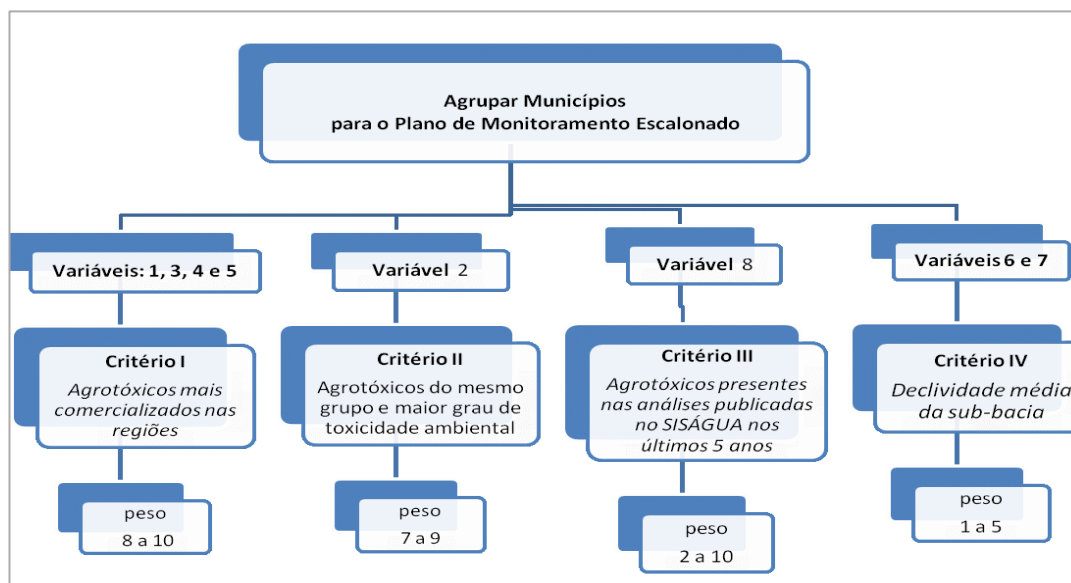 Agrupar Municípios
para o Plano de Monitoramento Escalonado
Variáveis: 1, 3, 4 e 5
Variável 2
Variável 8
Variáveis 6 e 7
Critério I
Agrotóxicos mais
comercializados nas
regiões
Critério II
Agrotóxicos do mesmo
grupo e maior grau de
toxicidade ambiental
Critério III
Agrotóxicos presentes
nas análises publicadas
no SISÁGUA nos
últimos 5 anos
Critério IV
Declividade média
da sub-bacia
peso
8 a 10
peso
7 a 9
peso
2 a 10
peso
1 a 5